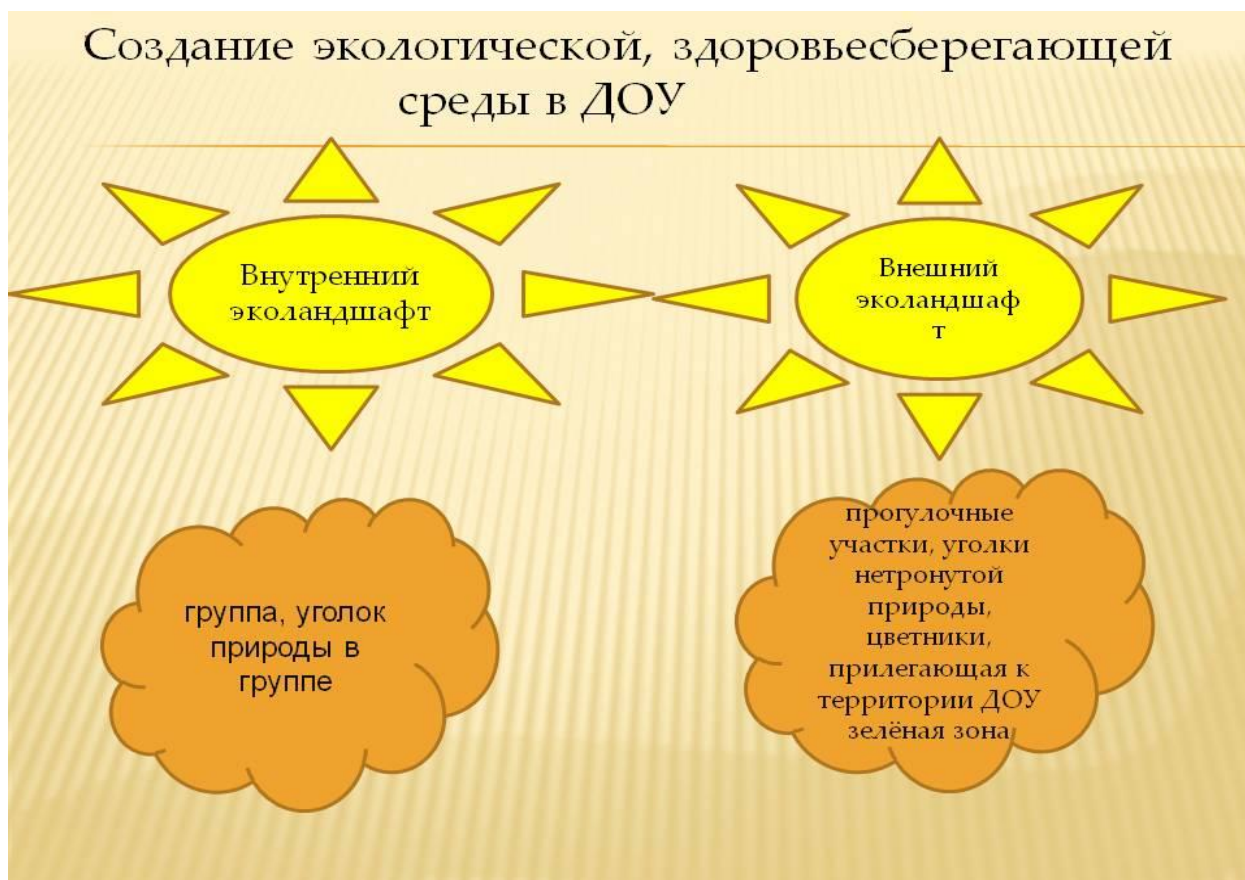 Создание экологической, здоровьесберегающей
среды в ДОУ
Внутренний
эколандшафт
Внешний
эколандшаф
т
группа, уголок
природы в
группе
прогулочные
участки, уголки
нетронутой
природы,
цветники,
прилегающая к
территории ДОУ
зелёная зона